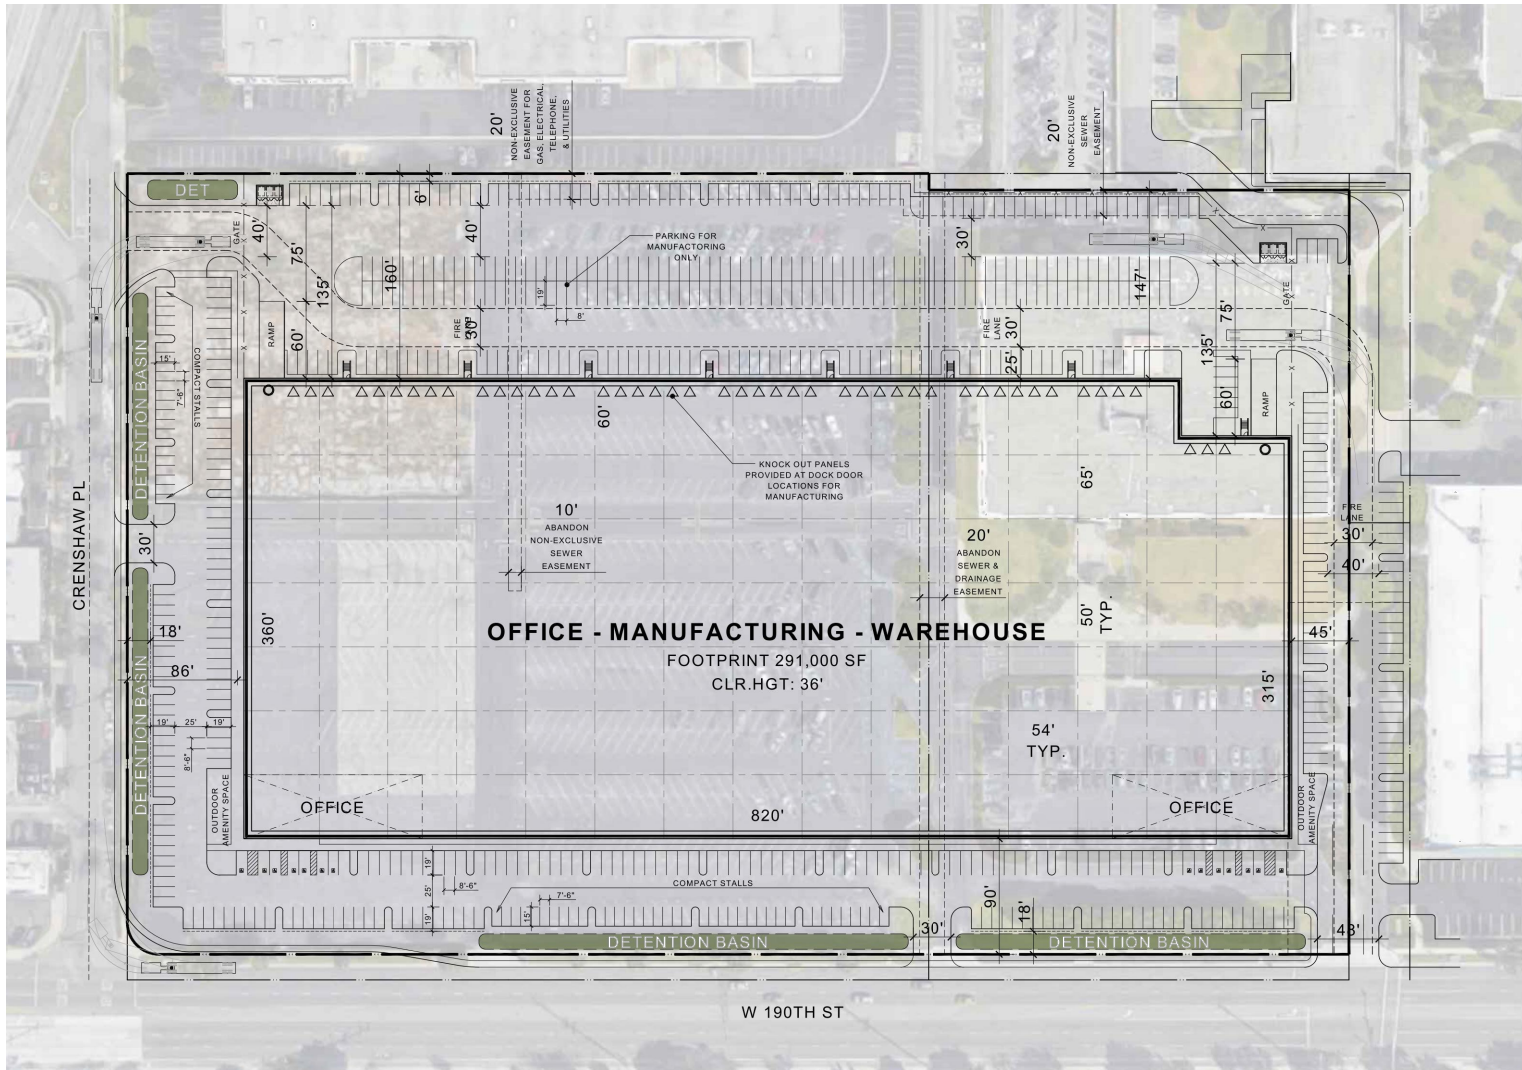 20'
NON-EXCLUSIVE
EASEMENT FOR
GAS, ELECTRICAL,
TELEPHONE,
& UTILITIES
20'
NON-EXCLUSIVE
SEWER
EASEMENT
DET
6'
GATE
40'
75'
135'
160'
40'
PARKING FOR
MANUFACTORING
ONLY
30'
147'
GATE
75'
135'
19'
8'
RAMP
60'
FIRE
30'
FIRE
LANE
30'
25'
60'
RAMP
DETENTION BASIN
15'
7'-6"
COMPACT STALLS
60'
KNOCK OUT PANELS
PROVIDED AT DOCK DOOR
LOCATIONS FOR
MANUFACTURING
65'
10'
ABANDON
NON-EXCLUSIVE
SEWER
EASEMENT
20'
ABANDON
SEWER &
DRAINAGE
EASEMENT
FIRE
LANE
30'
40'
CRENSHAW PL
30'
50'
TYP.
360'
OFFICE - MANUFACTURING - WAREHOUSE
FOOTPRINT 291,000 SF
CLR.HGT: 36'
18'
86'
45'
315'
DETENTION BASIN
19'
25'
19'
8'-6"
54'
TYP.
OUTDOOR
AMENITY SPACE
OFFICE
820'
OFFICE
OUTDOOR
AMENITY SPACE
19'
25'
19'
8'-6"
COMPACT STALLS
7'-6"
15'
90'
18'
30'
48'
DETENTION BASIN
DETENTION BASIN
W 190TH ST